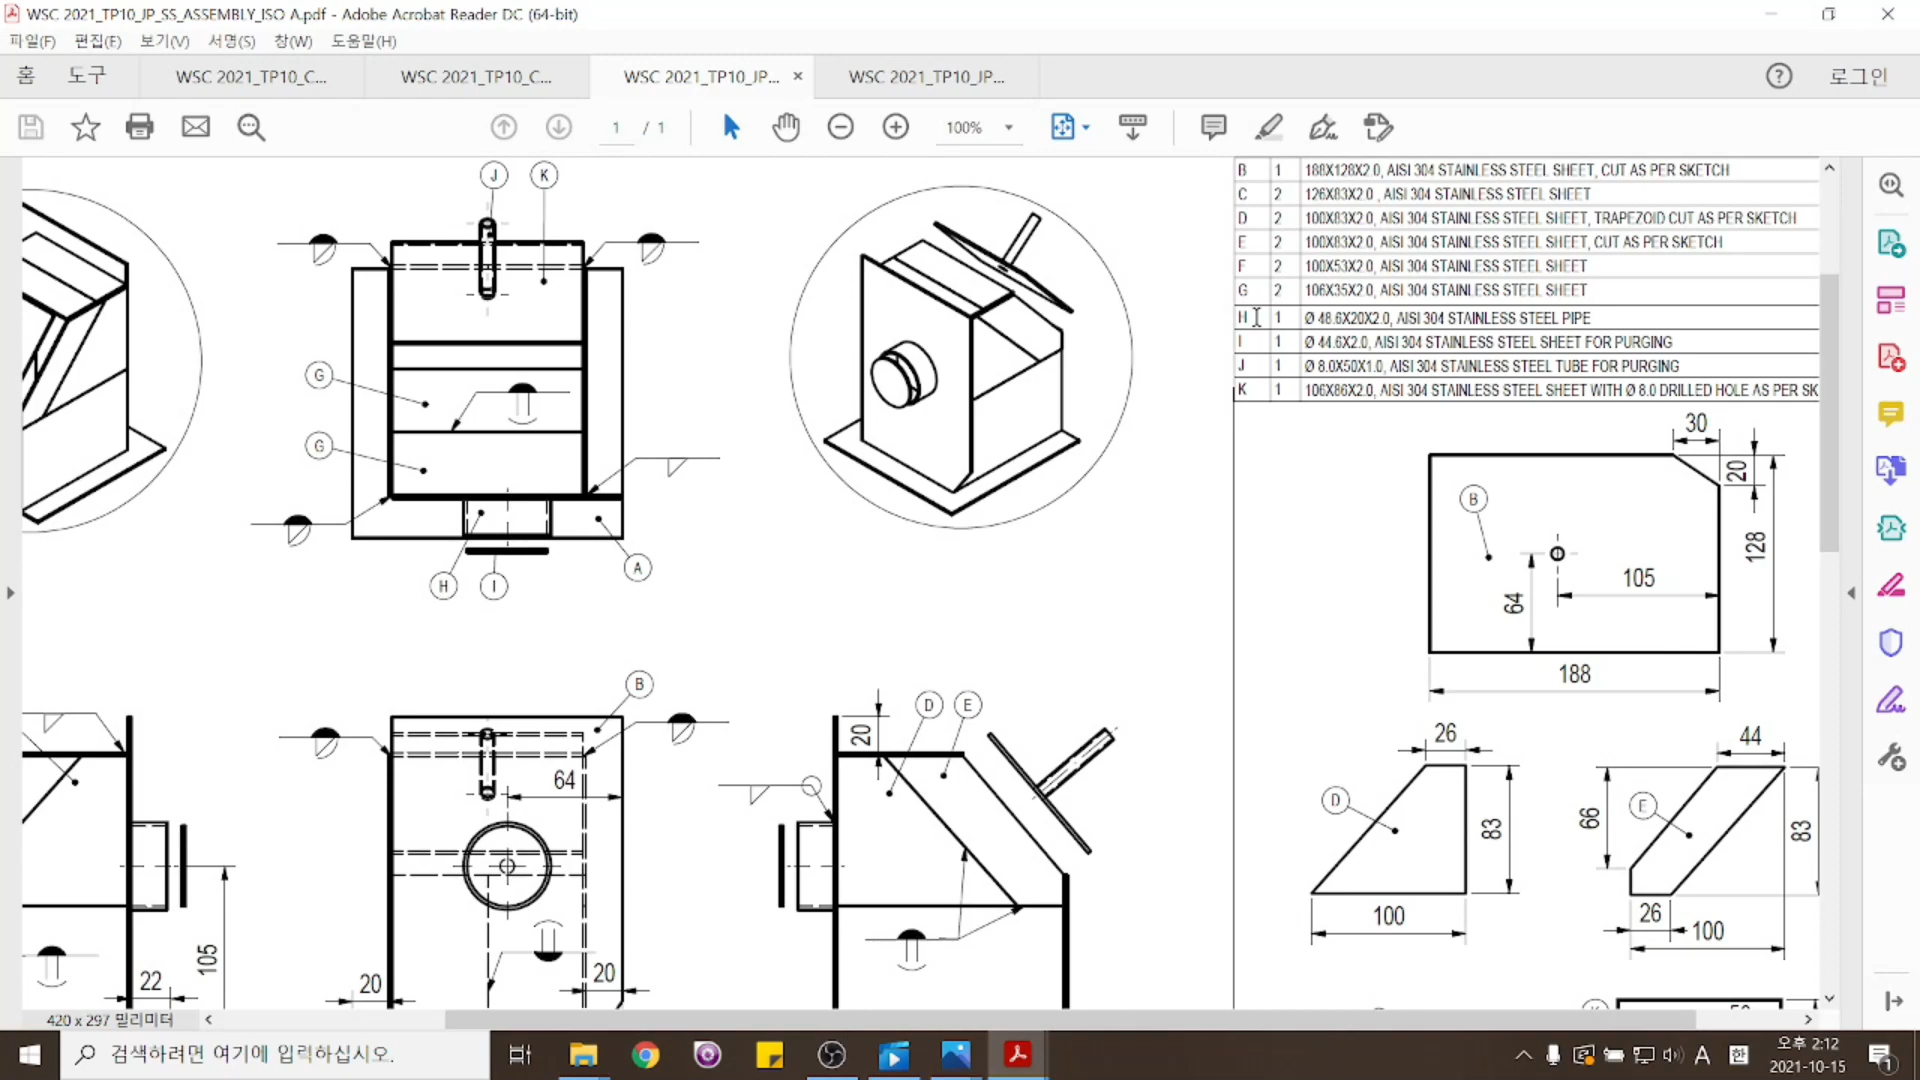 WSC 2021_TP10_JP_SS_ASSEMBLY_ISO A.pdf - Adobe Acrobat Reader DC (64-bit)
파일(F) 편집(E) 보기(V) 서명(S) 창(W) 도움말(H)
홈 도구 WSC 2021_TP10_C... WSC 2021_TP10_C... WSC 2021_TP10_JP... × WSC 2021_TP10_JP... ? 로그인
1 / 1 100%
B 1 188X128X2.0, AISI 304 STAINLESS STEEL SHEET, CUT AS PER SKETCH
C 2 126X83X2.0 , AISI 304 STAINLESS STEEL SHEET
D 2 100X83X2.0, AISI 304 STAINLESS STEEL SHEET, TRAPEZOID CUT AS PER SKETCH
E 2 100X83X2.0, AISI 304 STAINLESS STEEL SHEET, CUT AS PER SKETCH
F 2 100X53X2.0, AISI 304 STAINLESS STEEL SHEET
G 2 106X35X2.0, AISI 304 STAINLESS STEEL SHEET
H 1 Ø 48.6X20X2.0, AISI 304 STAINLESS STEEL PIPE
I 1 Ø 44.6X2.0, AISI 304 STAINLESS STEEL SHEET FOR PURGING
J 1 Ø 8.0X50X1.0, AISI 304 STAINLESS STEEL TUBE FOR PURGING
K 1 106X86X2.0, AISI 304 STAINLESS STEEL SHEET WITH Ø 8.0 DRILLED HOLE AS PER SK
J K
G
G
H I A
30
20
B
128
105
64
188
B
64
20
20
D E
20
105
22
26
D
83
100
44
66
E
83
26
100
K
420 x 297 밀리미터
검색하려면 여기에 입력하십시오.
A 한
오후 2:12
2021-10-15
1